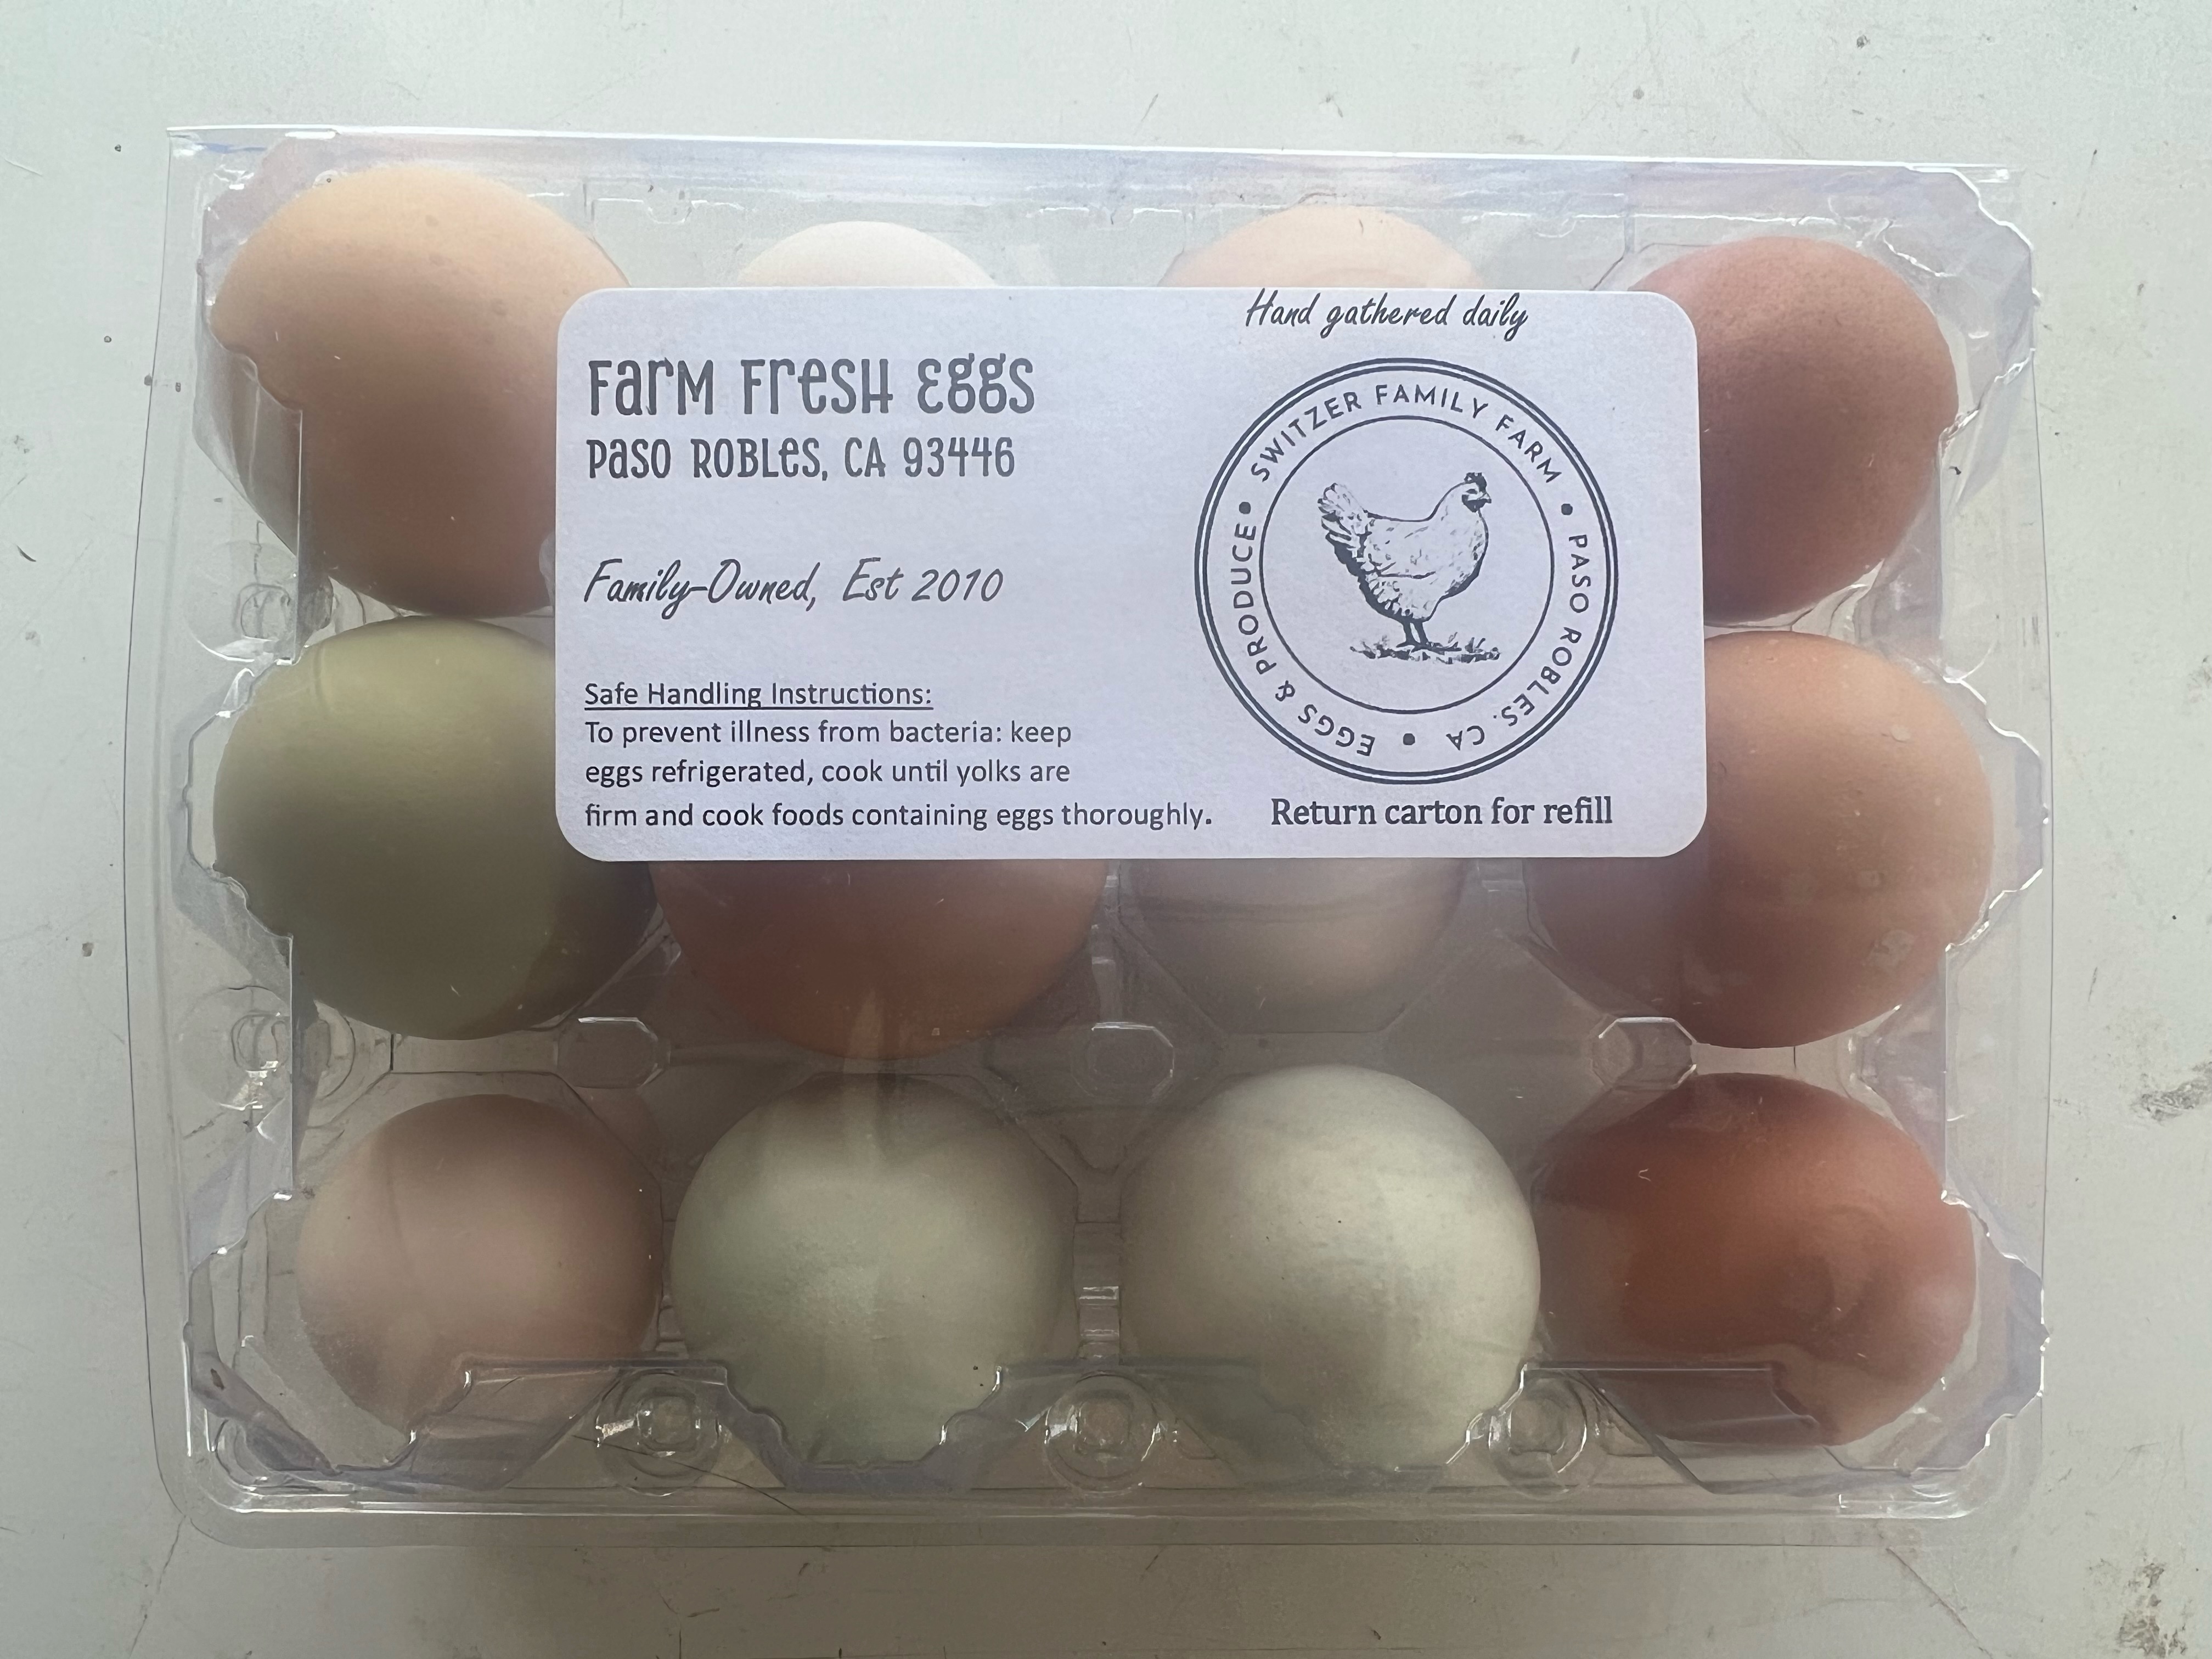 Hand gathered daily
Farm Fresh Eggs
Paso Robles, CA 93446
Family-Owned, Est 2010
Safe Handling Instructions:
To prevent illness from bacteria: keep
eggs refrigerated, cook until yolks are
firm and cook foods containing eggs thoroughly.
SWITZER FAMILY FARM • PASO ROBLES, CA • EGGS & PRODUCE •
Return carton for refill